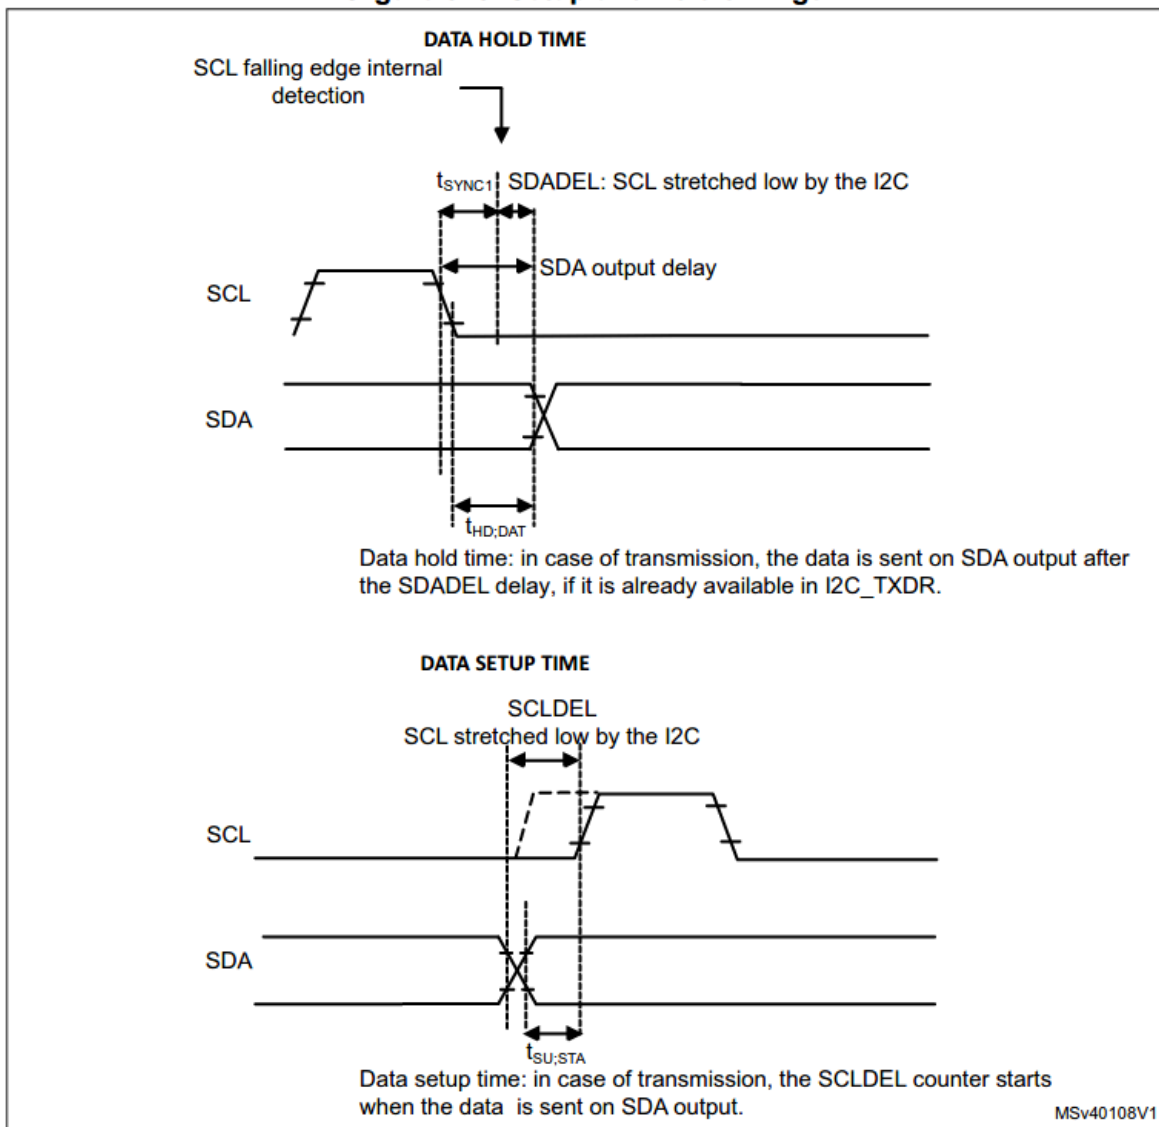 DATA HOLD TIME
SCL falling edge internal
detection
tSYNC1
SDADEL: SCL stretched low by the I2C
SDA output delay
SCL
SDA
tHD;DAT
Data hold time: in case of transmission, the data is sent on SDA output after
the SDADEL delay, if it is already available in I2C_TXDR.
DATA SETUP TIME
SCLDEL
SCL stretched low by the I2C
SCL
SDA
tSU;STA
Data setup time: in case of transmission, the SCLDEL counter starts
when the data is sent on SDA output.
MSv40108V1